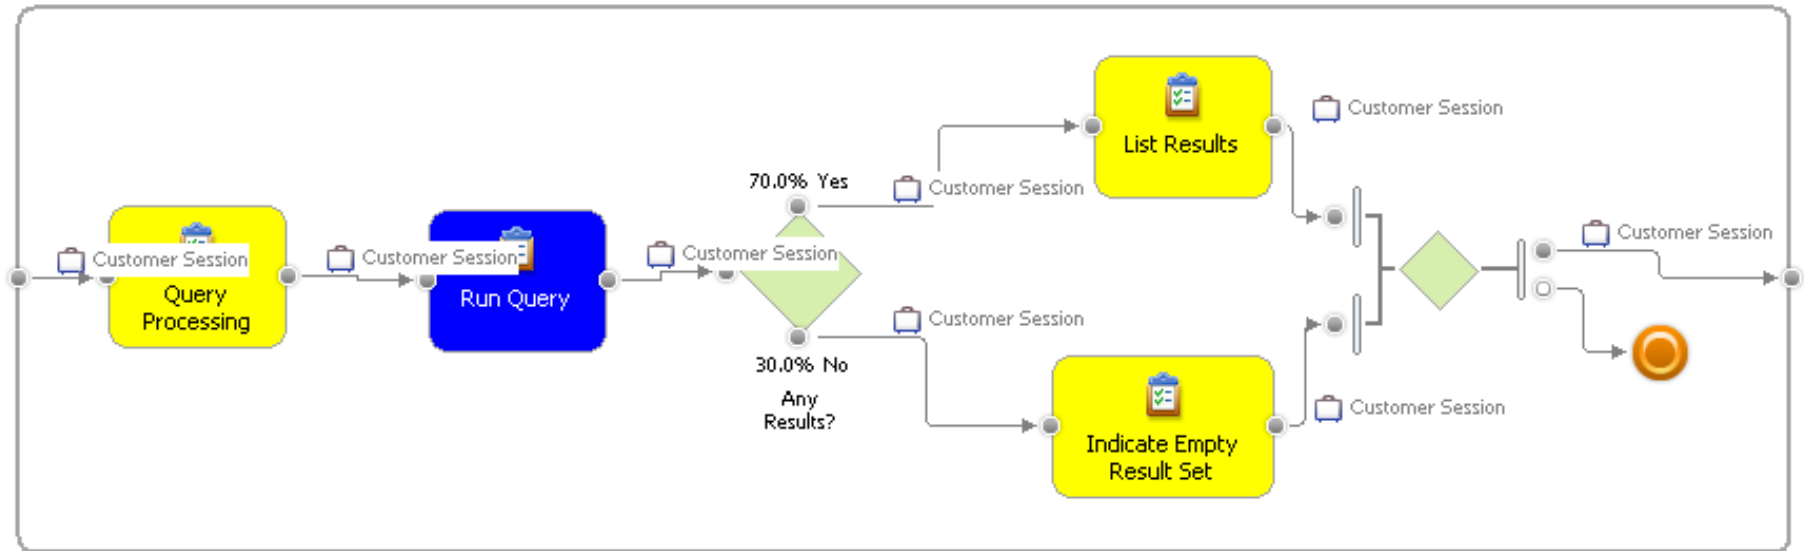 Customer Session
Query
Processing
Customer Session
Run Query
Customer Session
70.0% Yes
30.0% No
Any
Results?
Customer Session
List Results
Customer Session
Customer Session
Indicate Empty
Result Set
Customer Session
Customer Session